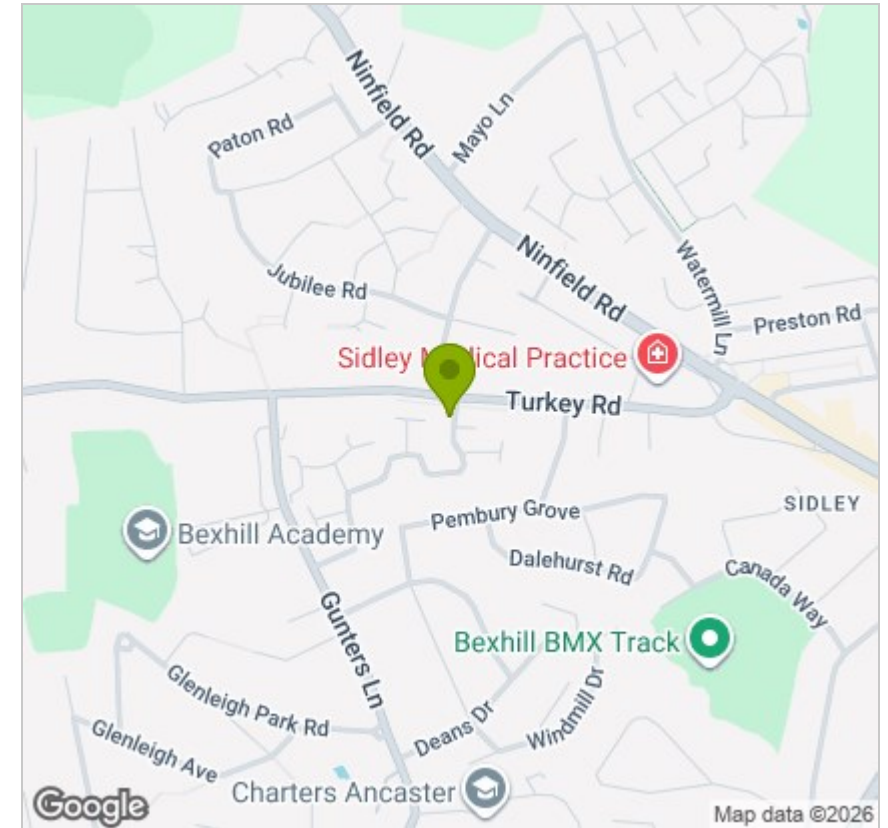 Ninfield Rd
Mayo Ln
Paton Rd
Watermill Ln
Ninfield Rd
Jubilee Rd
Preston Rd
Sidley M dical Practice
Turkey Rd
SIDLEY
Pembury Grove
Bexhill Academy
Dalehurst Rd
Canada Way
Gunters Ln
Bexhill BMX Track
Glenleigh Park Rd
Deans Dr
Windmill Dr
Glenleigh Ave
Charters Ancaster
Google
Map data ©2026